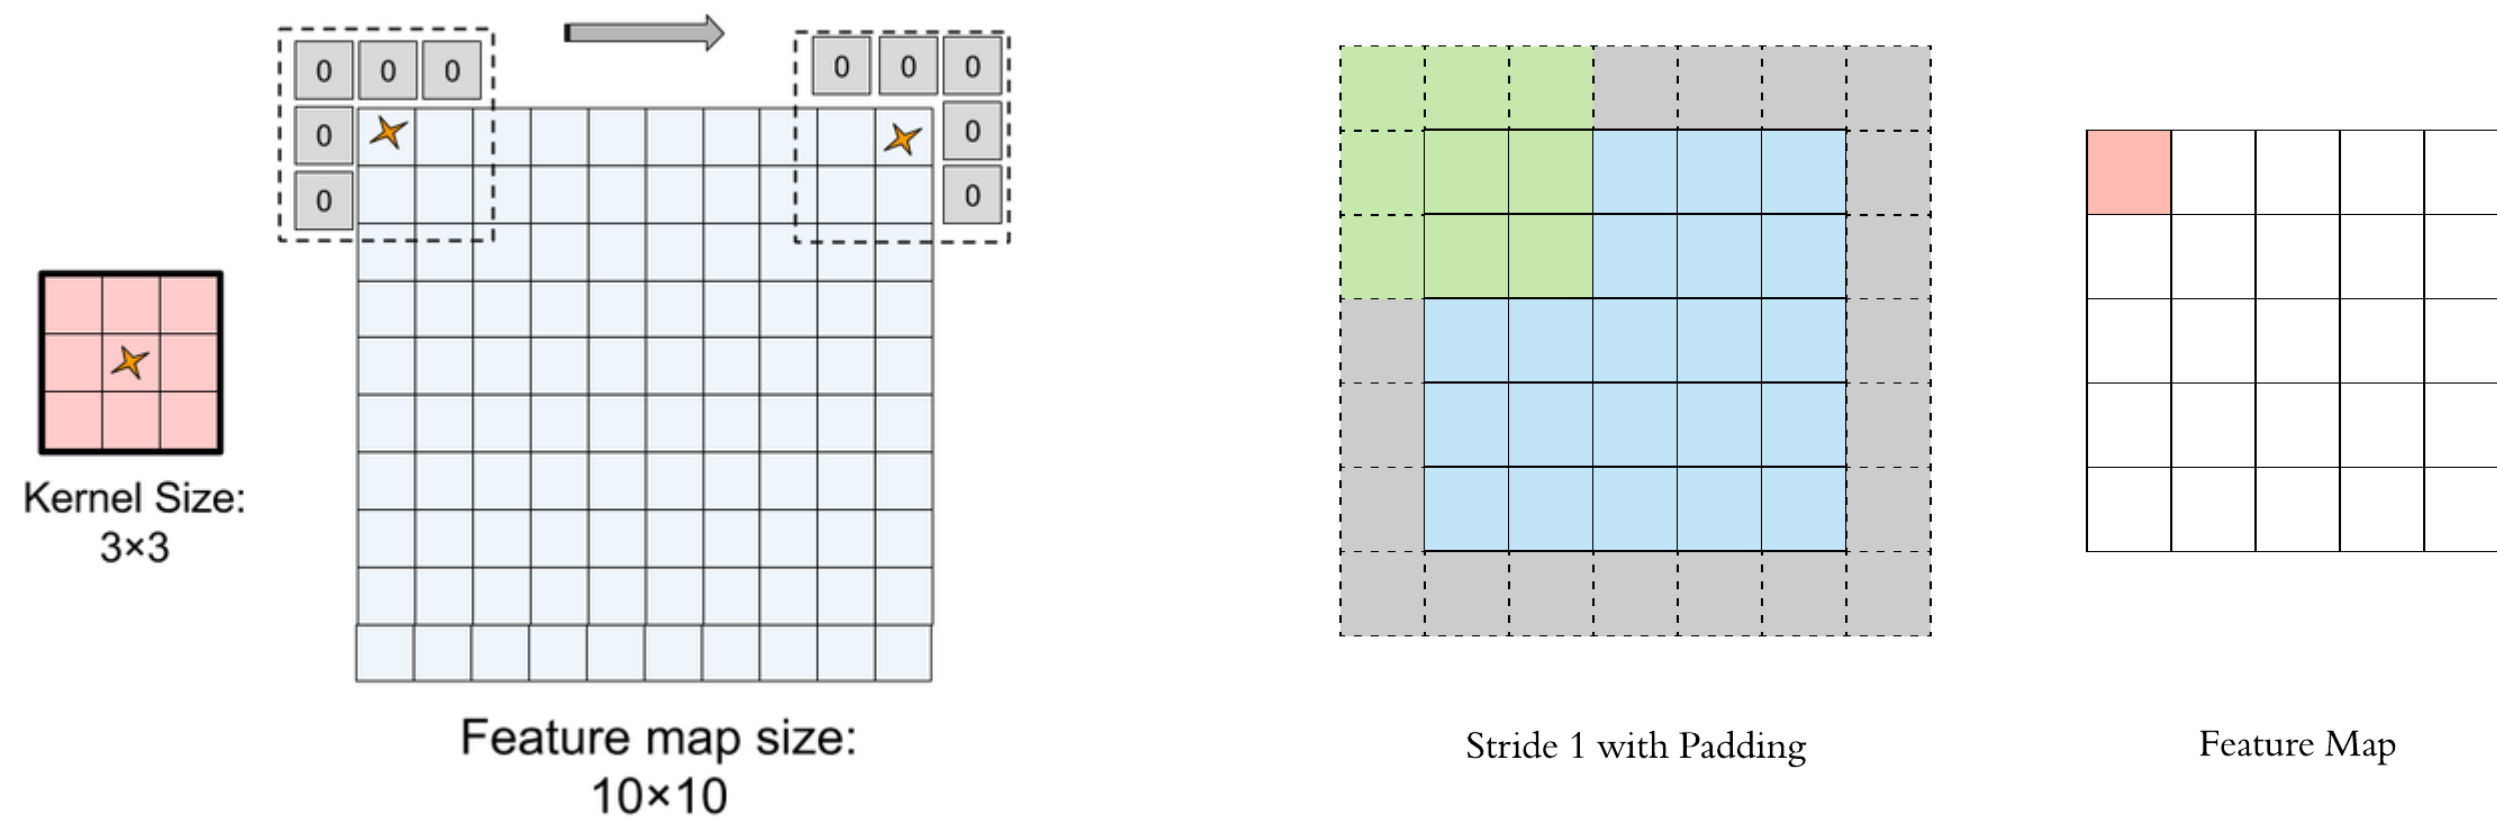 0 0 0
0 0 0
0
0
0
0
Kernel Size:
3×3
Feature map size:
10×10
Stride 1 with Padding
Feature Map